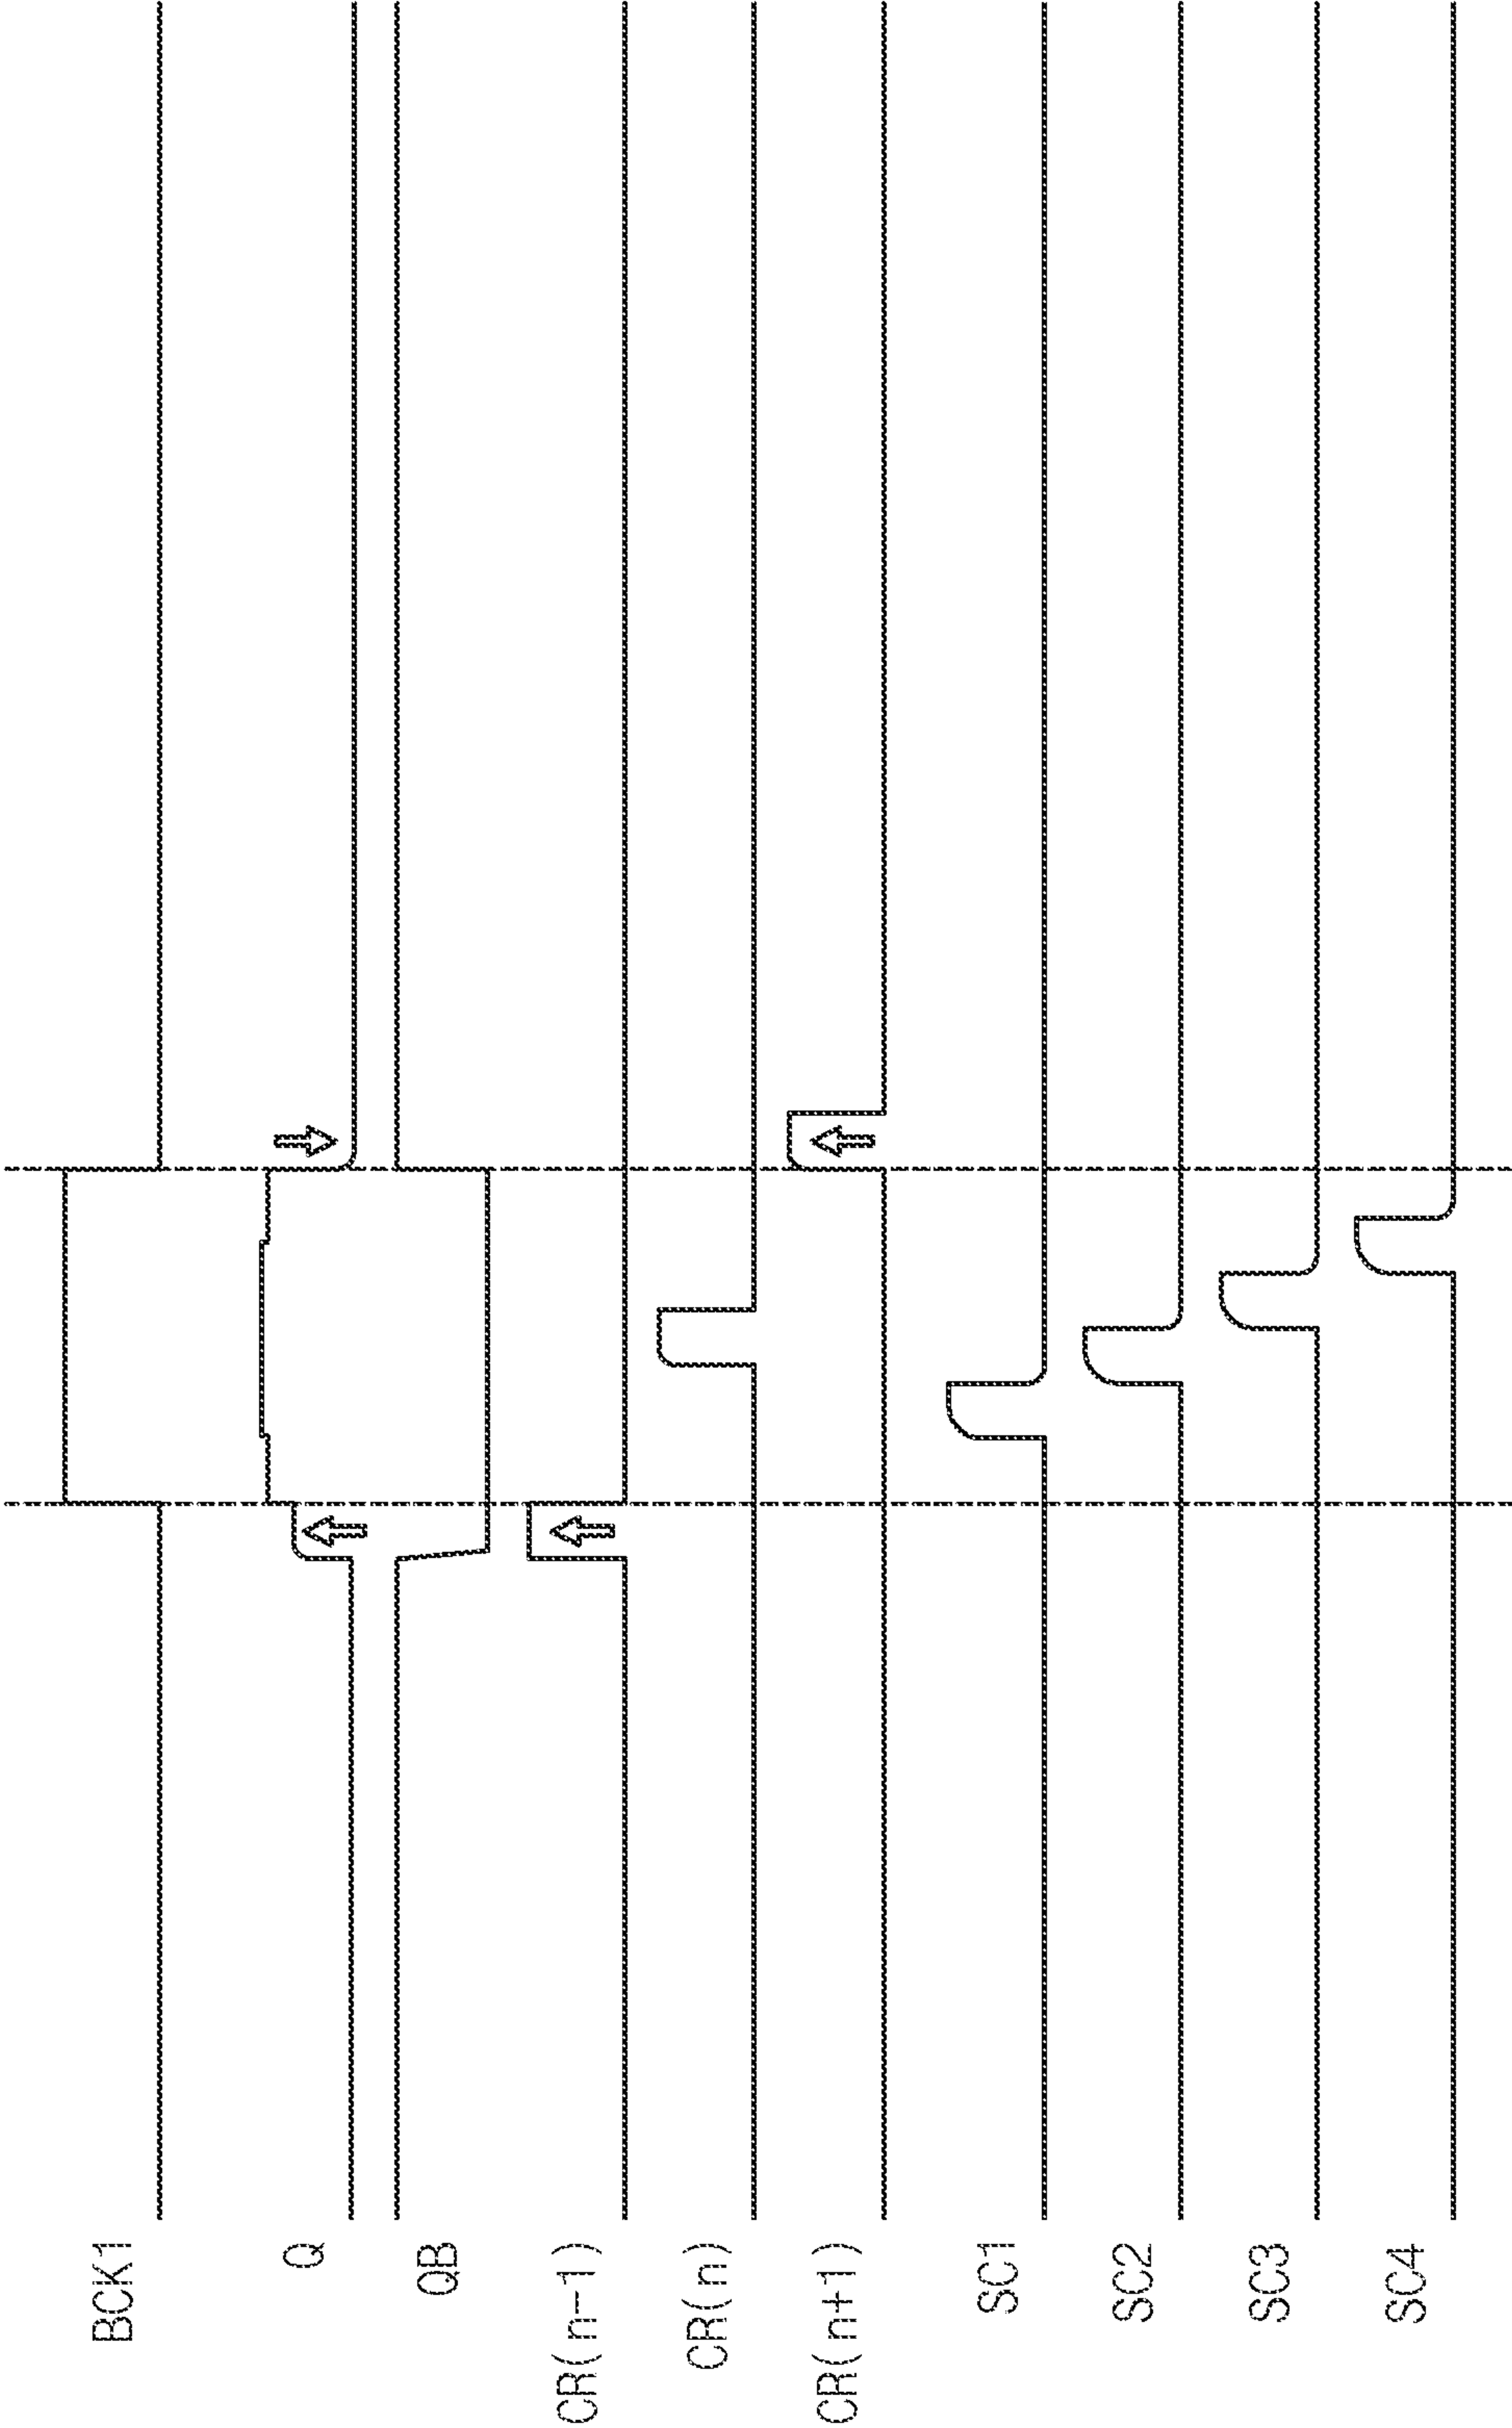 BCK1
Q
QB
CR(n-1)
CR(n)
CR(n+1)
SC1
SC2
SC3
SC4